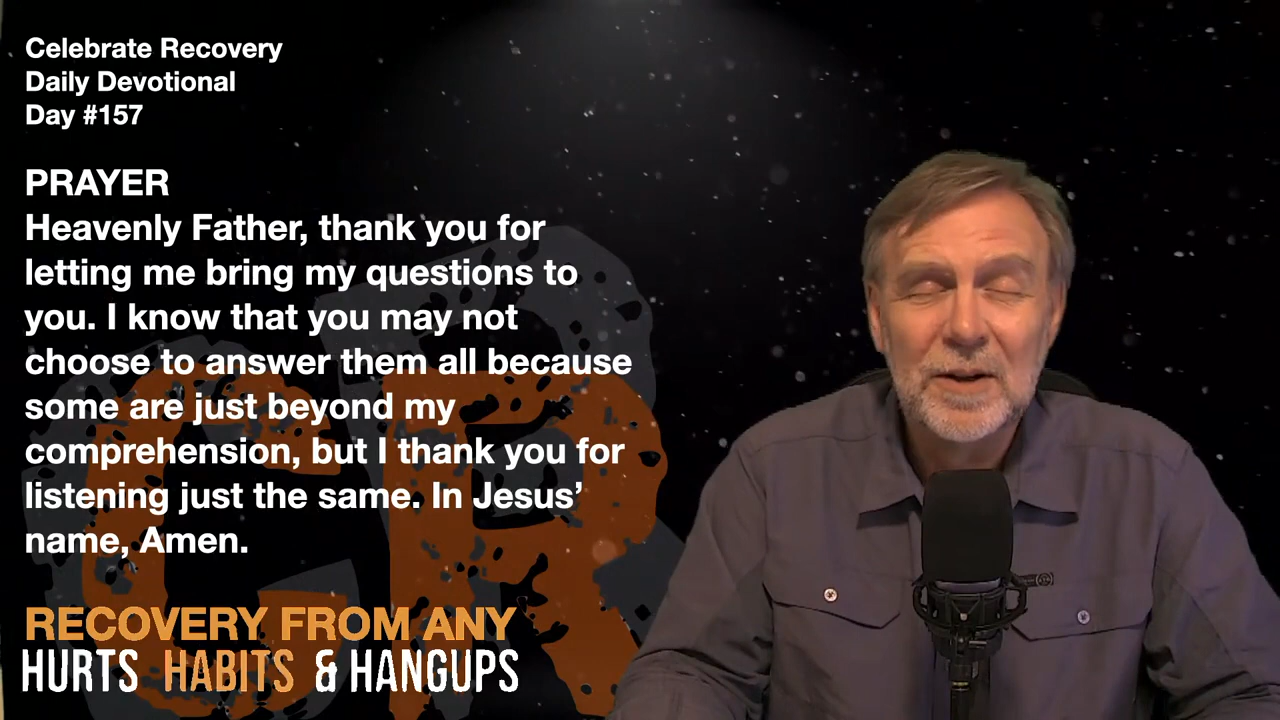 Celebrate Recovery
Daily Devotional
Day #157
PRAYER
Heavenly Father, thank you for
letting me bring my questions to
you. I know that you may not
choose to answer them all because
some are just beyond my
comprehension, but I thank you for
listening just the same. In Jesus’
name, Amen.
RECOVERY FROM ANY
HURTS HABITS & HANGUPS
CR